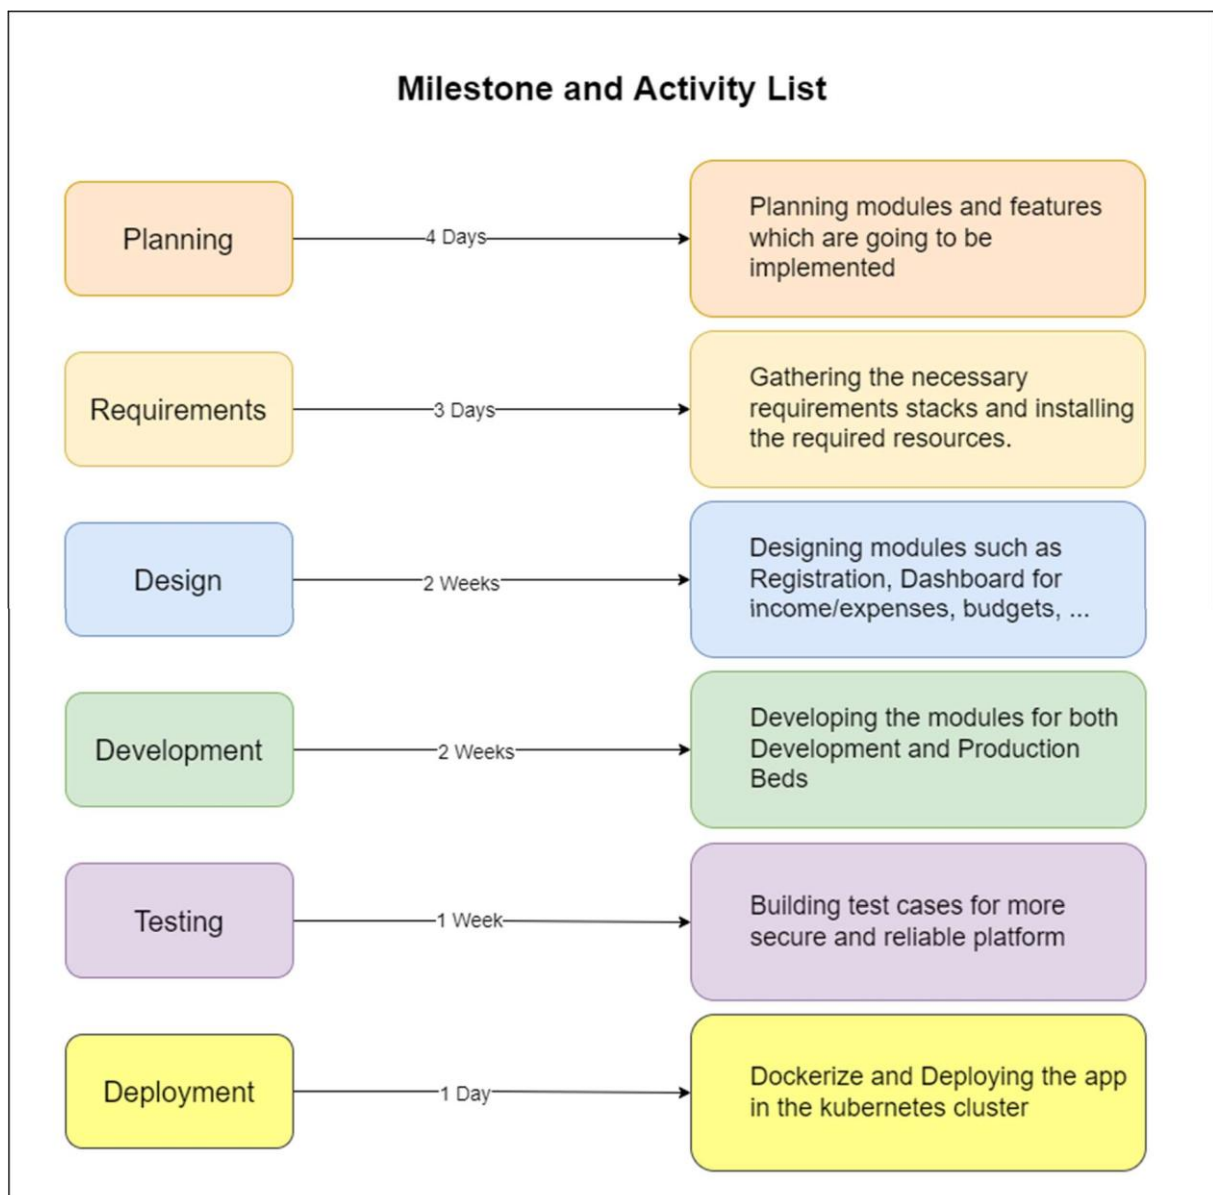 Milestone and Activity List
Planning
4 Days
Planning modules and features
which are going to be
implemented
Requirements
3 Days
Gathering the necessary
requirements stacks and installing
the required resources.
Design
2 Weeks
Designing modules such as
Registration, Dashboard for
income/expenses, budgets, ...
Development
2 Weeks
Developing the modules for both
Development and Production
Beds
Testing
1 Week
Building test cases for more
secure and reliable platform
Deployment
1 Day
Dockerize and Deploying the app
in the kubernetes cluster